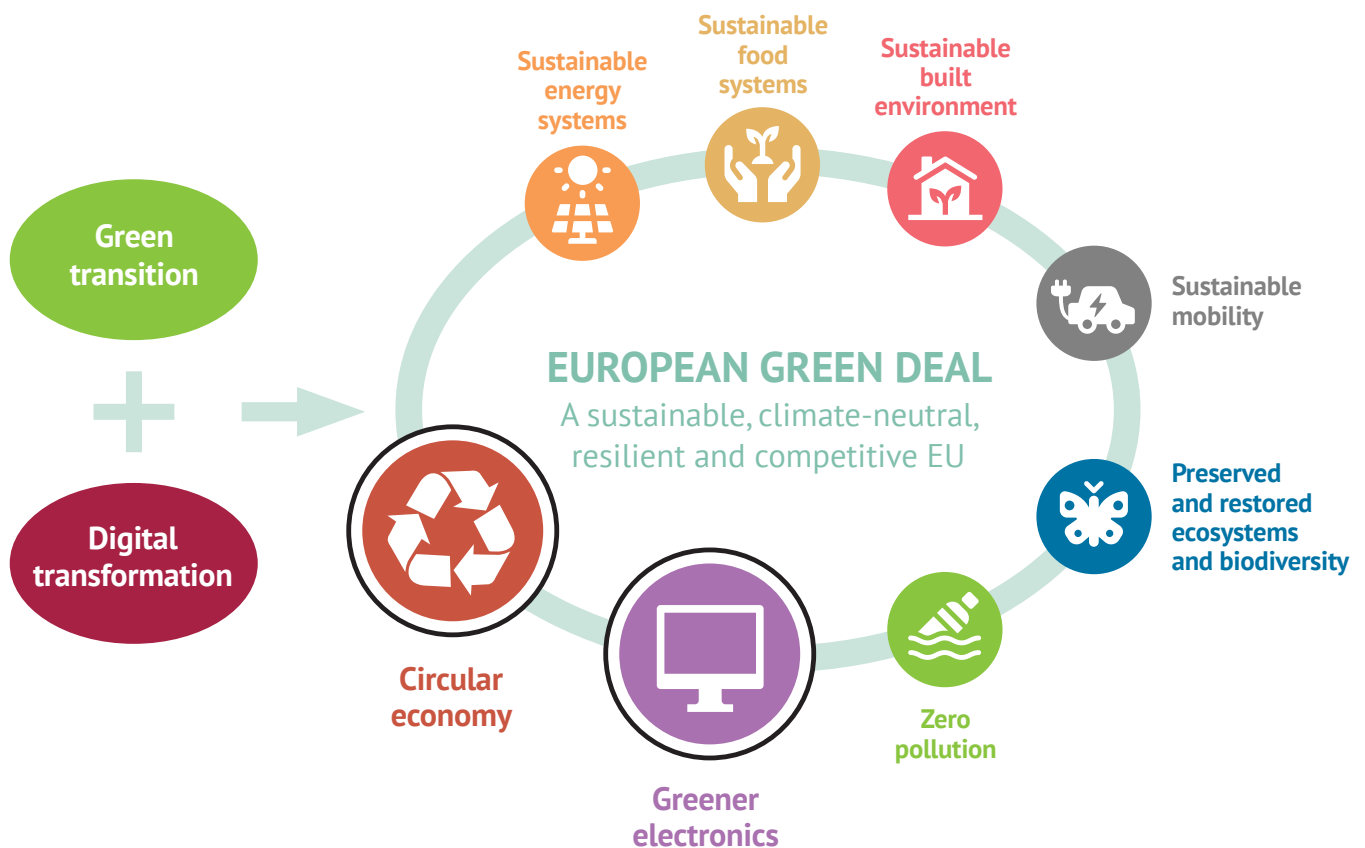 Sustainable
food
systems
Sustainable
energy
systems
Sustainable
built
environment
Green
transition
Sustainable
mobility
EUROPEAN GREEN DEAL
A sustainable, climate-neutral,
resilient and competitive EU
Digital
transformation
Preserved
and restored
ecosystems
and biodiversity
Circular
economy
Zero
pollution
Greener
electronics